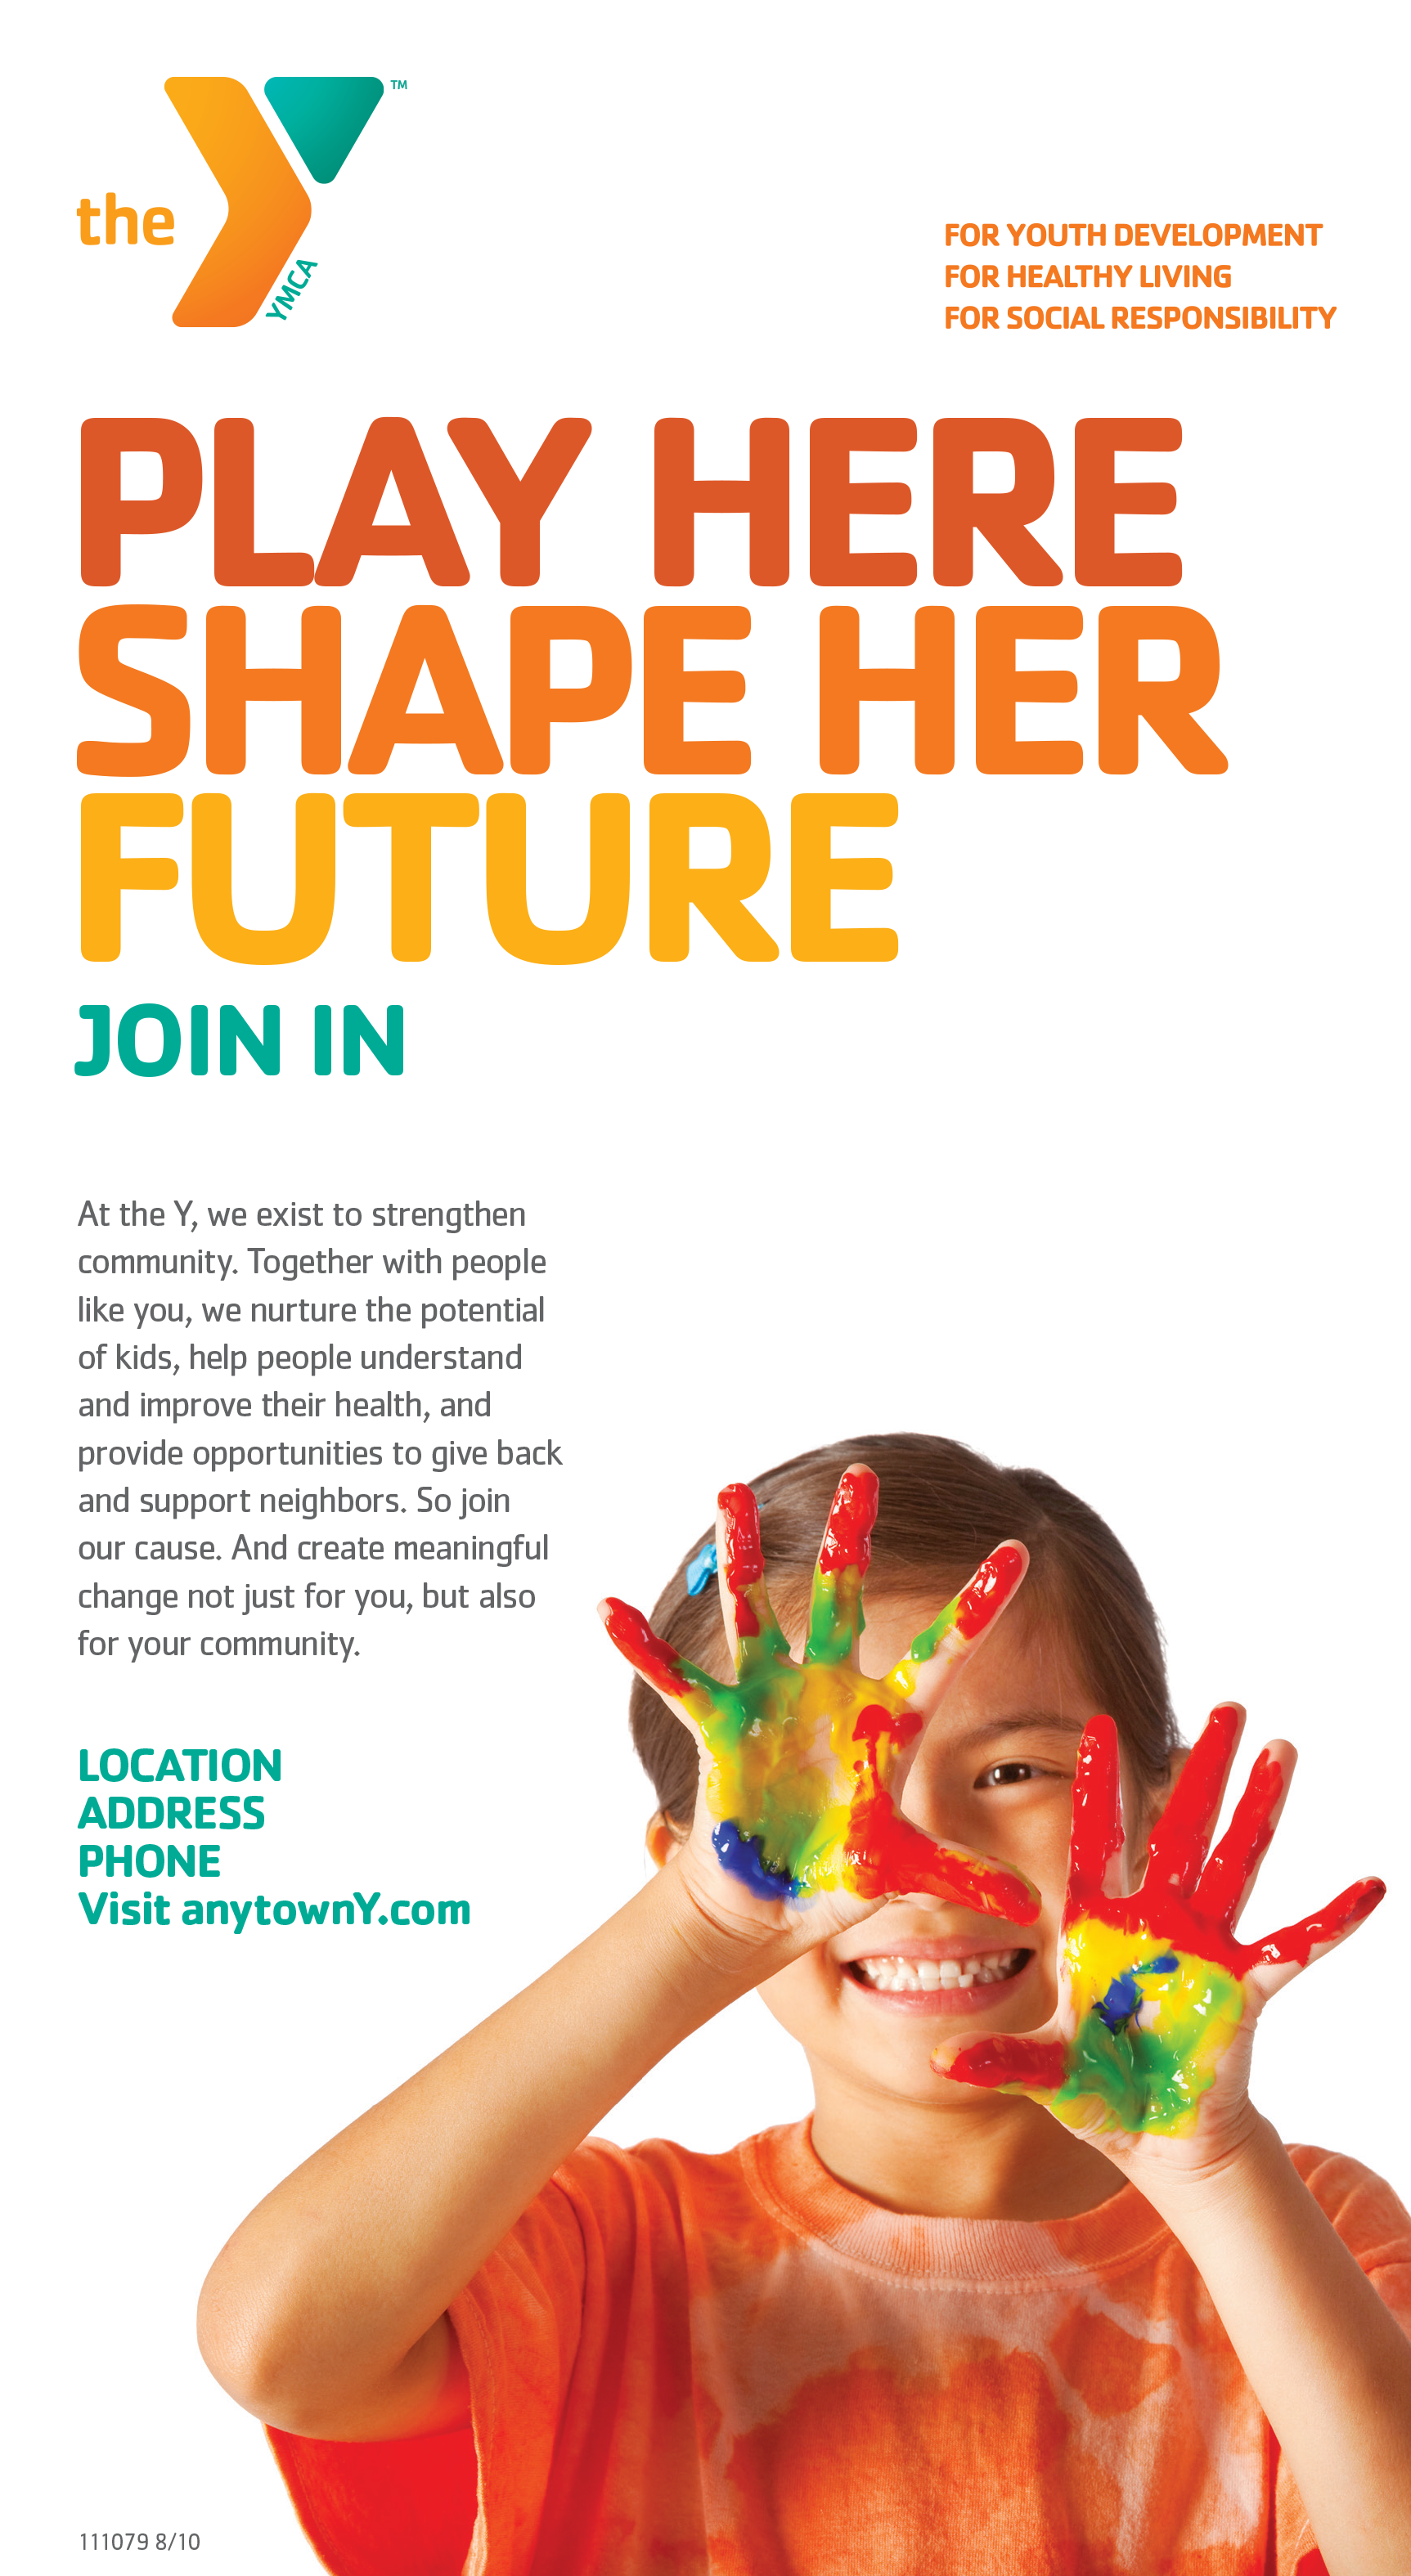 the
YMCA
TM
FOR YOUTH DEVELOPMENT
FOR HEALTHY LIVING
FOR SOCIAL RESPONSIBILITY
PLAY HERE
SHAPE HER
FUTURE
JOIN IN
At the Y, we exist to strengthen
community. Together with people
like you, we nurture the potential
of kids, help people understand
and improve their health, and
provide opportunities to give back
and support neighbors. So join
our cause. And create meaningful
change not just for you, but also
for your community.
LOCATION
ADDRESS
PHONE
Visit anytownY.com
111079 8/10